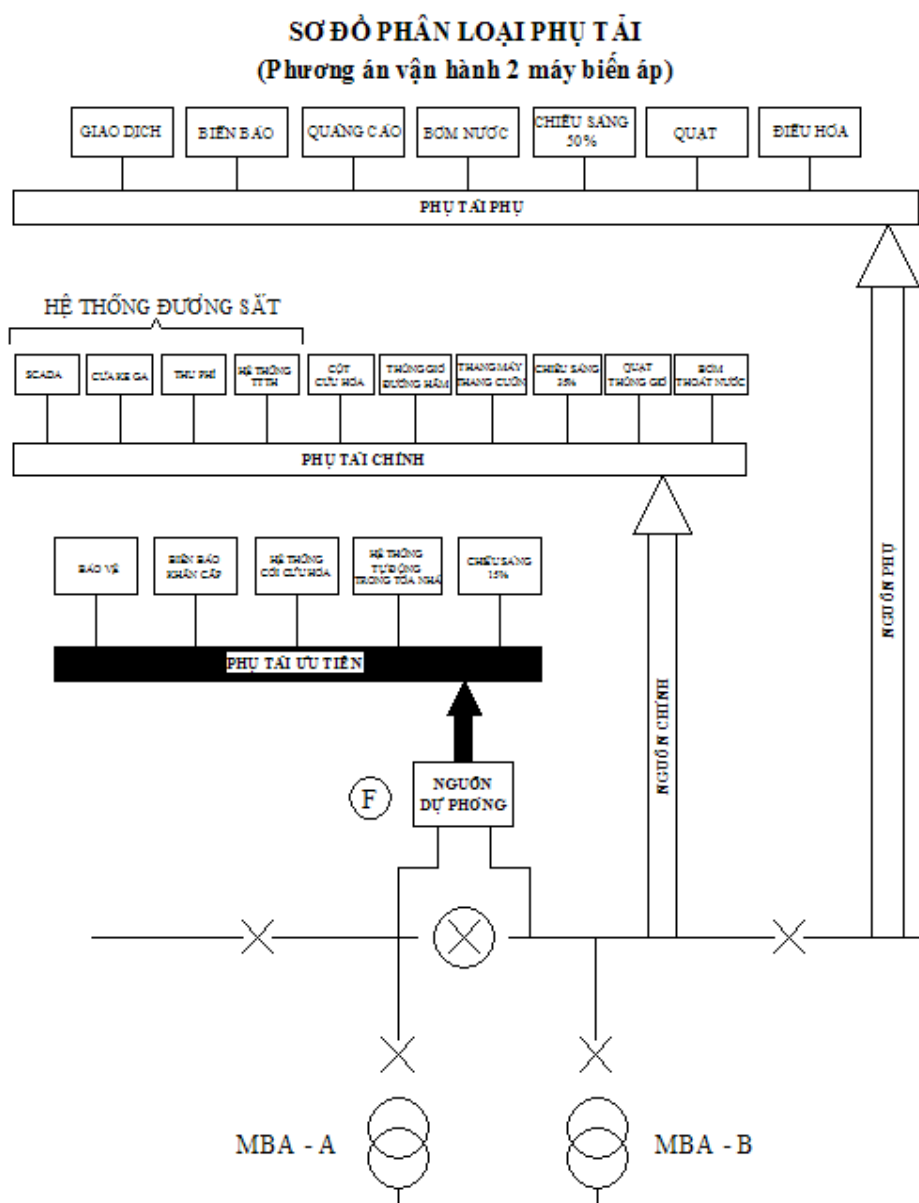 SƠ ĐỒ PHÂN LOẠI PHỤ TẢI
(Phương án vận hành 2 máy biến áp)
GIAO DỊCH
BIỂN BÁO
QUẢNG CÁO
BƠM NƯỚC
CHIẾU SÁNG
50%
QUẠT
ĐIỀU HÒA
PHỤ TẢI PHỤ
HỆ THỐNG ĐƯỜNG SẮT
SCADA
CỬA KE GA
THU PHÍ
HỆ THỐNG
TTTH
CỘT
CỨU HỎA
THÔNG GIÓ
ĐƯỜNG HẦM
THANG MÁY
THANG CUỐN
CHIẾU SÁNG
35%
QUẠT
THÔNG GIÓ
BƠM
THOÁT NƯỚC
PHỤ TẢI CHÍNH
BẢO VỆ
BIỂN BÁO
KHẨN CẤP
HỆ THỐNG
CÒI CỨU HỎA
HỆ THỐNG
TỰ ĐỘNG
TRONG TÒA NHÀ
CHIẾU SÁNG
15%
PHỤ TẢI ƯU TIÊN
NGUỒN
DỰ PHÒNG
F
NGUỒN CHÍNH
NGUỒN PHỤ
MBA - A
MBA - B